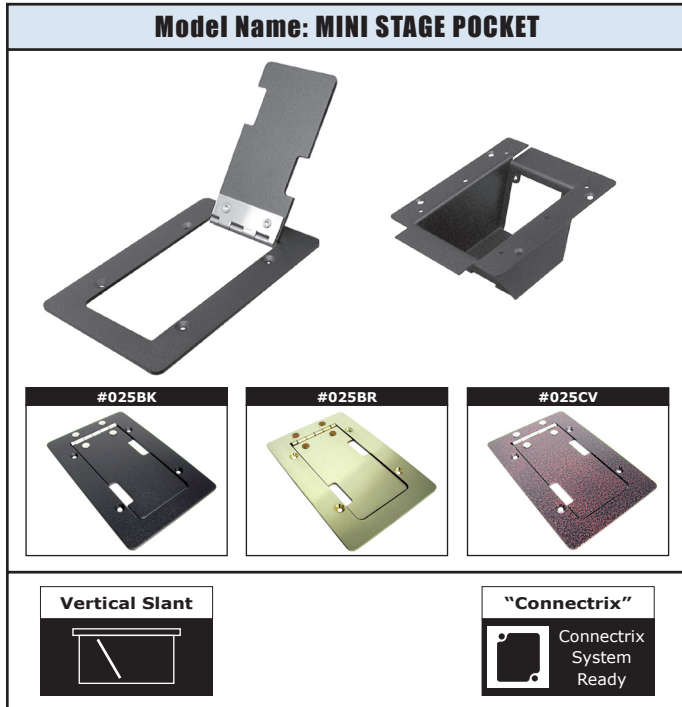 Model Name: MINI STAGE POCKET
#025BK
#025BR
#025CV
Vertical Slant
“Connectrix”
Connectrix
System
Ready